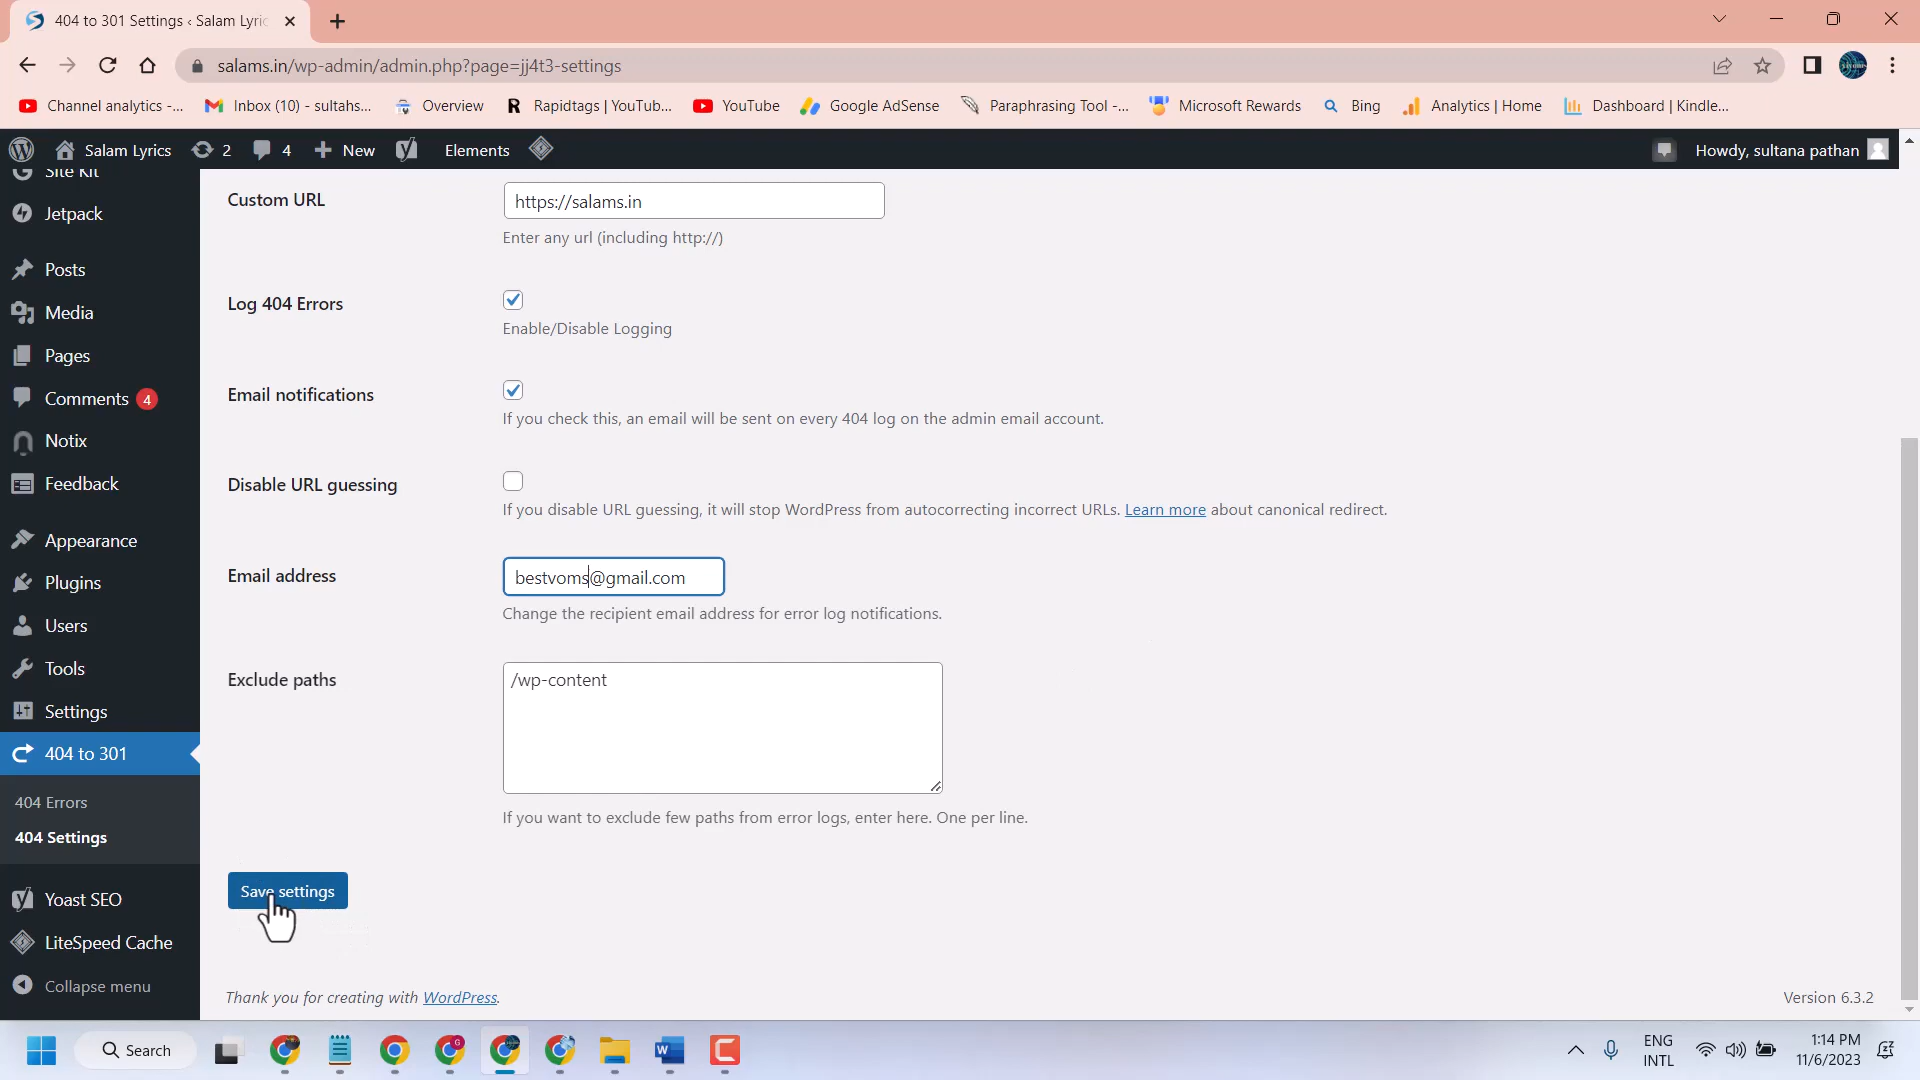 404 to 301 Settings ‹ Salam Lyric
salams.in/wp-admin/admin.php?page=jj4t3-settings
Channel analytics -... Inbox (10) - sultahs... Overview Rapidtags | YouTub... YouTube Google AdSense Paraphrasing Tool -... Microsoft Rewards Bing Analytics | Home Dashboard | Kindle...
Salam Lyrics 2 4 New Elements Howdy, sultana pathan
Site Kit
Jetpack
Posts
Media
Pages
Comments 4
Notix
Feedback
Appearance
Plugins
Users
Tools
Settings
404 to 301
404 Errors
404 Settings
Yoast SEO
LiteSpeed Cache
Collapse menu
Custom URL https://salams.in
Enter any url (including http://)
Log 404 Errors
Enable/Disable Logging
Email notifications
If you check this, an email will be sent on every 404 log on the admin email account.
Disable URL guessing
If you disable URL guessing, it will stop WordPress from autocorrecting incorrect URLs. Learn more about canonical redirect.
Email address bestvoms@gmail.com
Change the recipient email address for error log notifications.
Exclude paths /wp-content
If you want to exclude few paths from error logs, enter here. One per line.
Save settings
Thank you for creating with WordPress. Version 6.3.2
Search ENG 1:14 PM
INTL 11/6/2023